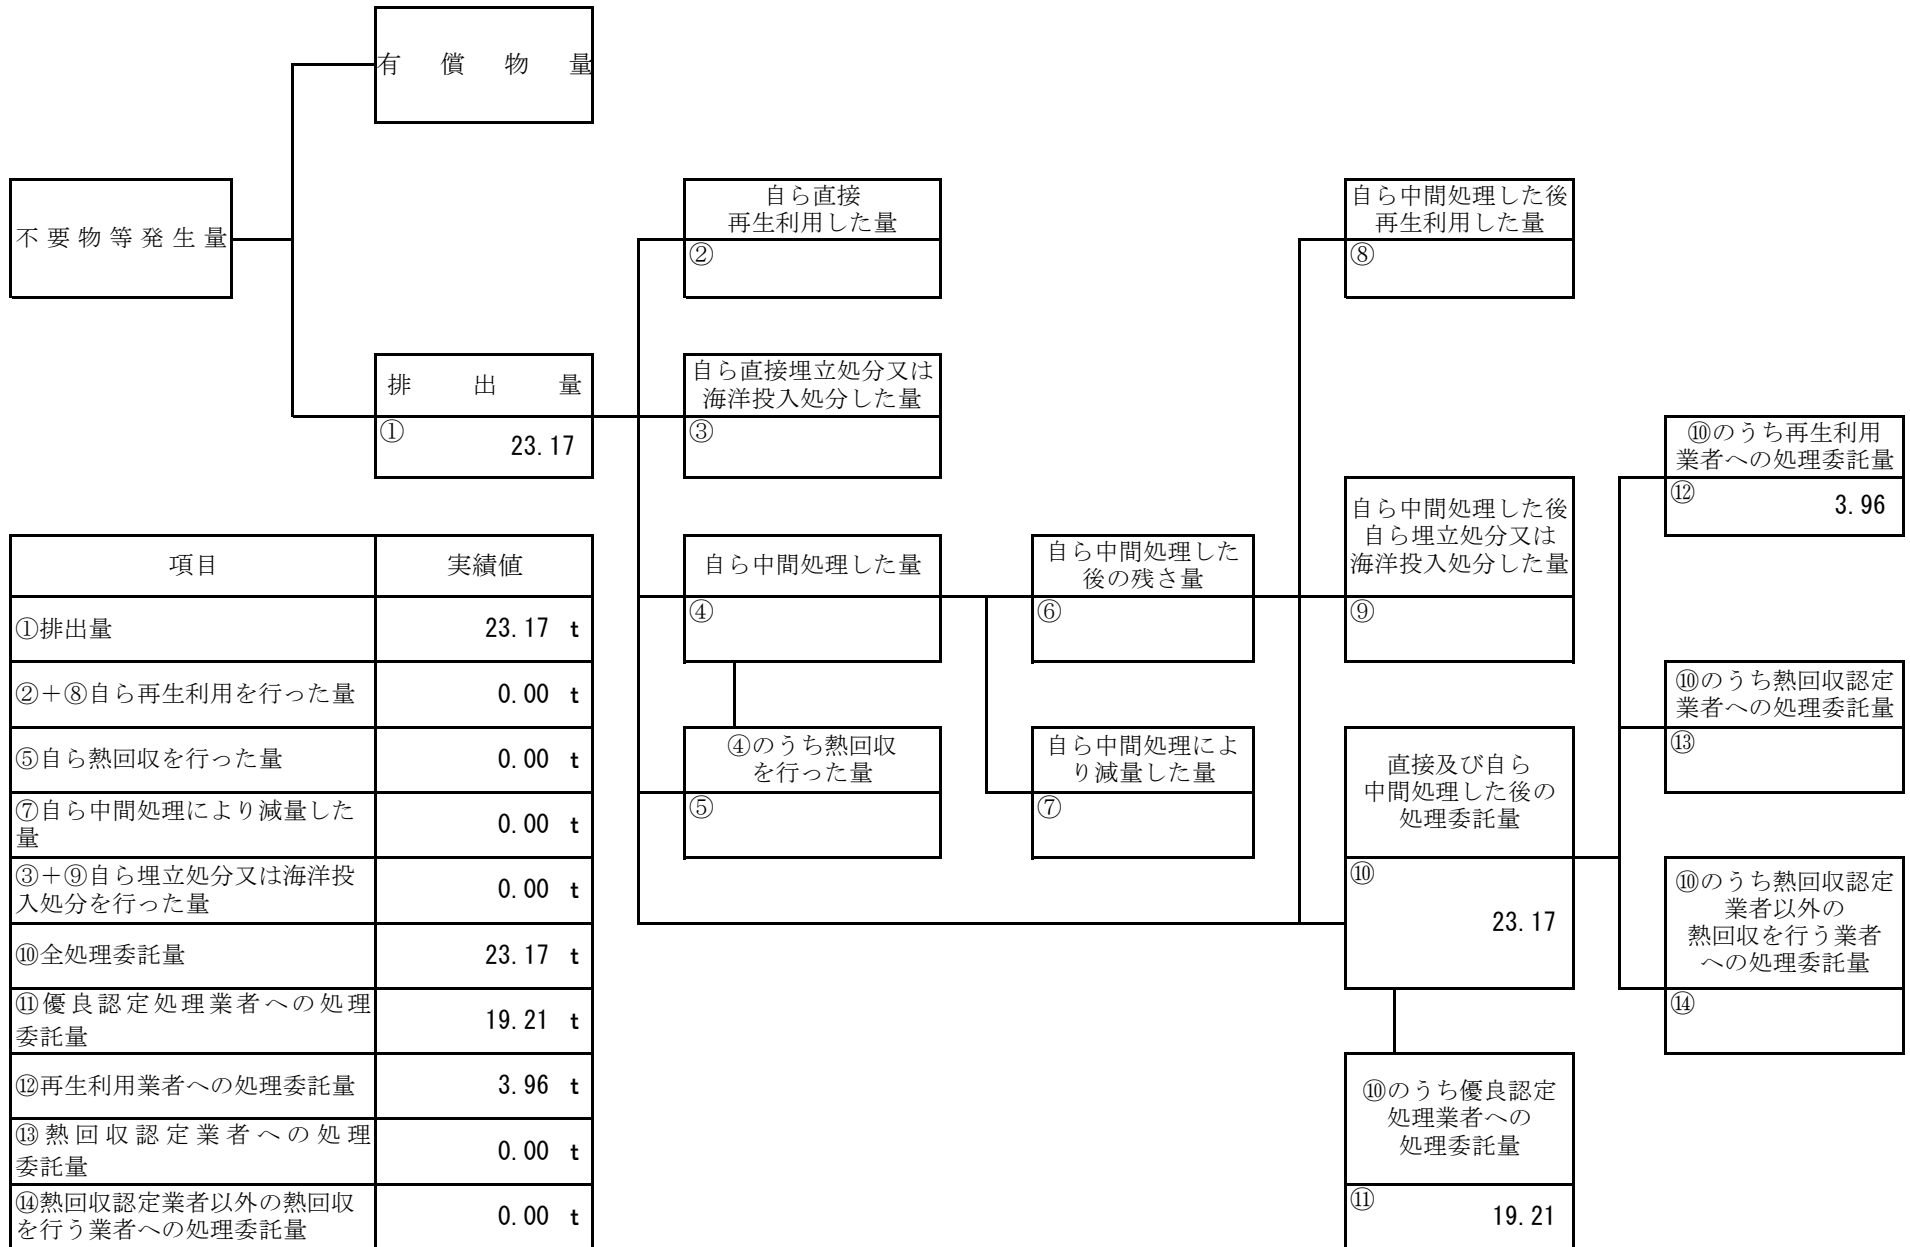 有償物量
不要物等発生量
排出量
①
23.17
自ら直接
再生利用した量
②
自ら直接埋立処分又は
海洋投入処分した量
③
自ら中間処理した量
④
④のうち熱回収
を行った量
⑤
自ら中間処理した
後の残さ量
⑥
自ら中間処理によ
り減量した量
⑦
自ら中間処理した後
再生利用した量
⑧
自ら中間処理した後
自ら埋立処分又は
海洋投入処分した量
⑨
直接及び自ら
中間処理した後の
処理委託量
⑩
23.17
⑩のうち優良認定
処理業者への
処理委託量
⑪
19.21
⑩のうち再生利用
業者への処理委託量
⑫
3.96
⑩のうち熱回収認定
業者への処理委託量
⑬
⑩のうち熱回収認定
業者以外の
熱回収を行う業者
への処理委託量
⑭
項目 実績値
①排出量 23.17 t
②＋⑧自ら再生利用を行った量 0.00 t
⑤自ら熱回収を行った量 0.00 t
⑦自ら中間処理により減量した
量 0.00 t
③＋⑨自ら埋立処分又は海洋投
入処分を行った量 0.00 t
⑩全処理委託量 23.17 t
⑪優良認定処理業者への処理
委託量 19.21 t
⑫再生利用業者への処理委託量 3.96 t
⑬熱回収認定業者への処理
委託量 0.00 t
⑭熱回収認定業者以外の熱回収
を行う業者への処理委託量 0.00 t